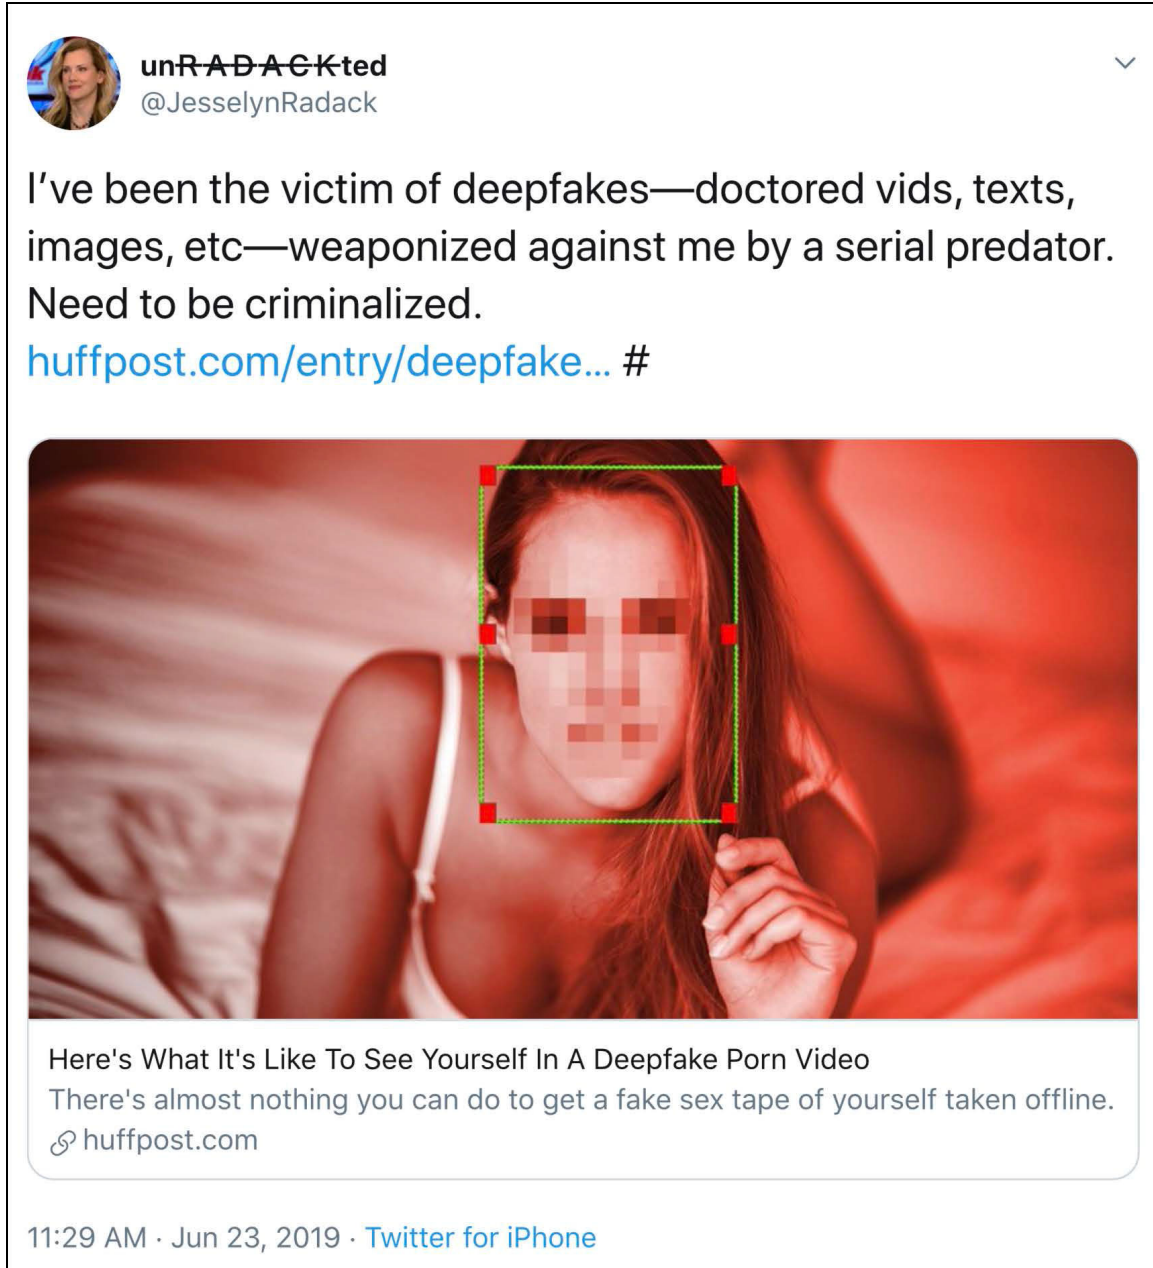 unRADACKted
@JesselynRadack
I’ve been the victim of deepfakes—doctored vids, texts,
images, etc—weaponized against me by a serial predator.
Need to be criminalized.
huffpost.com/entry/deepfake... #
Here's What It's Like To See Yourself In A Deepfake Porn Video
There's almost nothing you can do to get a fake sex tape of yourself taken offline.
huffpost.com
11:29 AM · Jun 23, 2019 · Twitter for iPhone